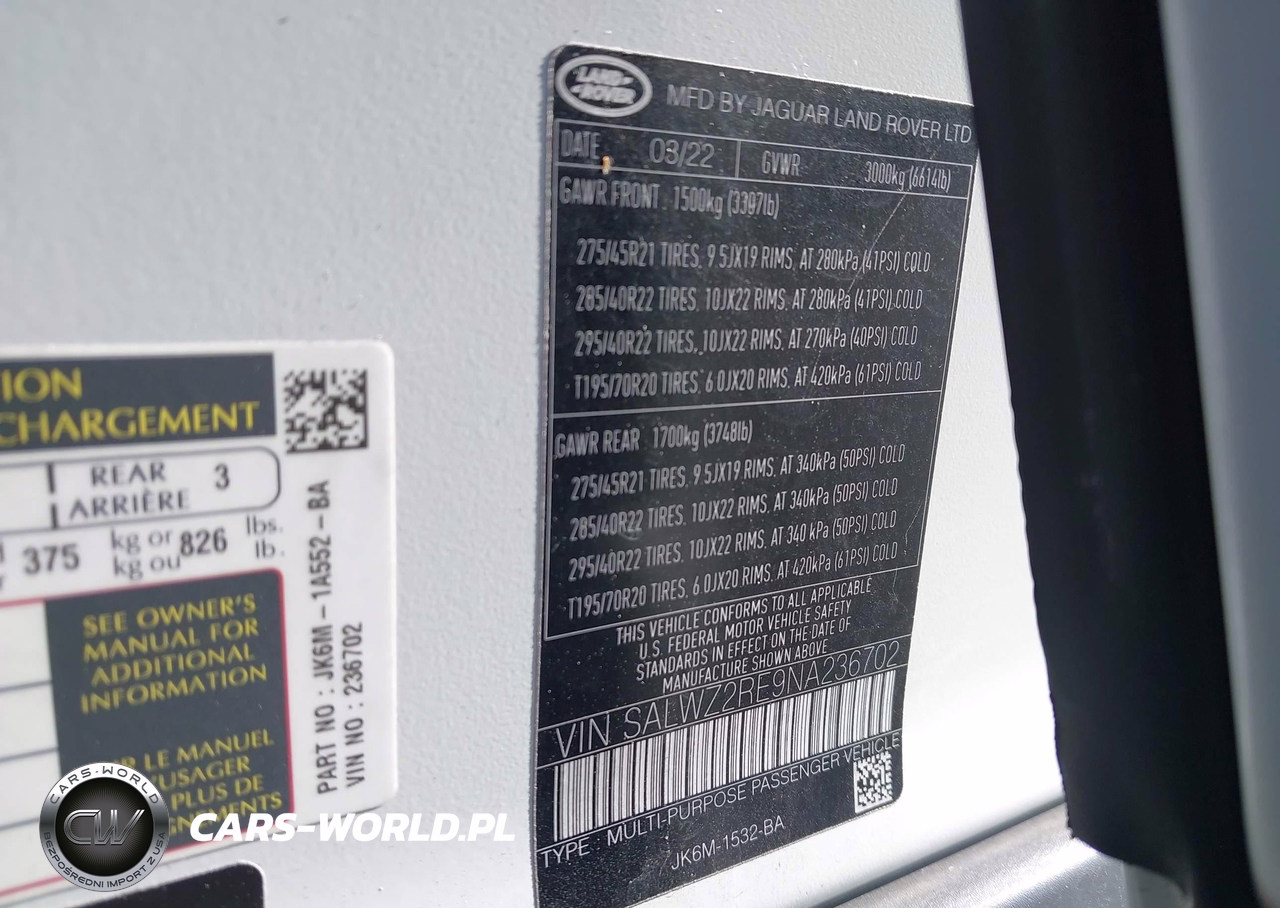 LAND-
-ROVER
MFD BY JAGUAR LAND ROVER LTD
DATE 03/22 GVWR 3000kg (6614lb)
GAWR FRONT 1500kg (3307lb)
275/45R21 TIRES, 9.5JX19 RIMS, AT 280kPa (41PSI) COLD
285/40R22 TIRES, 10JX22 RIMS, AT 280kPa (41PSI) COLD
295/40R22 TIRES, 10JX22 RIMS, AT 270kPa (40PSI) COLD
T195/70R20 TIRES, 6.0JX20 RIMS, AT 420kPa (61PSI) COLD
GAWR REAR 1700kg (3748lb)
275/45R21 TIRES, 9.5JX19 RIMS, AT 340kPa (50PSI) COLD
285/40R22 TIRES, 10JX22 RIMS, AT 340kPa (50PSI) COLD
295/40R22 TIRES, 10JX22 RIMS, AT 340 kPa (50PSI) COLD
T195/70R20 TIRES, 6.0JX20 RIMS, AT 420kPa (61PSI) COLD
THIS VEHICLE CONFORMS TO ALL APPLICABLE
U.S. FEDERAL MOTOR VEHICLE SAFETY
STANDARDS IN EFFECT ON THE DATE OF
MANUFACTURE SHOWN ABOVE
VIN SALWZ2RE9NA236702
TYPE : MULTI-PURPOSE PASSENGER VEHICLE
JK6M-1532-BA
ION
CHARGEMENT
REAR 3
ARRIÈRE
375 kg or 826 lbs.
kg ou lb.
SEE OWNER'S
MANUAL FOR
ADDITIONAL
INFORMATION
LE MANUEL
USAGER
PLUS DE
GNEMENTS
PART NO : JK6M-1A552-BA
VIN NO : 236702
CARS-WORLD
CW
BEZPOŚREDNI IMPORT Z USA
CARS-WORLD.PL